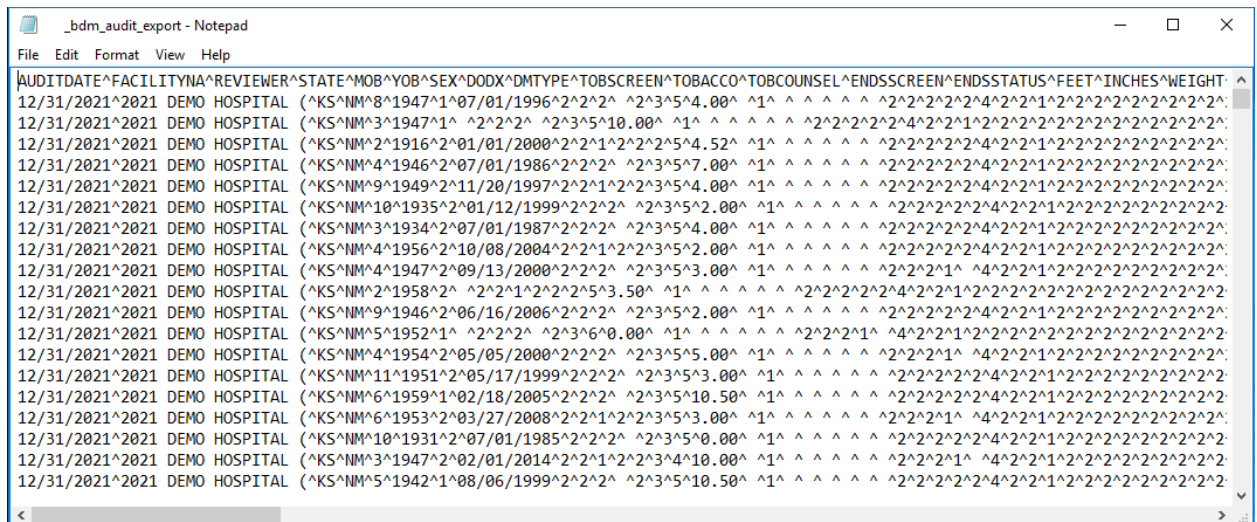 _bdm_audit_export - Notepad
File Edit Format View Help
AUDITDATE^FACILITYNA^REVIEWER^STATE^MOB^YOB^SEX^DODX^DMTYPE^TOBSCREEN^TOBACCO^TOBCOUNSEL^ENDSSCREEN^ENDSSTATUS^FEET^INCHES^WEIGHT
12/31/2021^2021 DEMO HOSPITAL (^KS^NM^8^1947^1^07/01/1996^2^2^2^ ^2^3^5^4.00^ ^1^ ^ ^ ^ ^ ^ ^2^2^2^2^2^4^2^2^1^2^2^2^2^2^2^2^2^2^
12/31/2021^2021 DEMO HOSPITAL (^KS^NM^3^1947^1^ ^2^2^2^ ^2^3^5^10.00^ ^1^ ^ ^ ^ ^ ^ ^2^2^2^2^2^4^2^2^1^2^2^2^2^2^2^2^2^2^2^2^2^2^
12/31/2021^2021 DEMO HOSPITAL (^KS^NM^2^1916^2^01/01/2000^2^2^1^2^2^2^5^4.52^ ^1^ ^ ^ ^ ^ ^ ^2^2^2^2^2^4^2^2^1^2^2^2^2^2^2^2^2^2^
12/31/2021^2021 DEMO HOSPITAL (^KS^NM^4^1946^2^07/01/1986^2^2^2^ ^2^3^5^7.00^ ^1^ ^ ^ ^ ^ ^ ^2^2^2^2^2^4^2^2^1^2^2^2^2^2^2^2^2^2^
12/31/2021^2021 DEMO HOSPITAL (^KS^NM^9^1949^2^11/20/1997^2^2^1^2^2^3^5^4.00^ ^1^ ^ ^ ^ ^ ^ ^2^2^2^2^2^4^2^2^1^2^2^2^2^2^2^2^2^2^
12/31/2021^2021 DEMO HOSPITAL (^KS^NM^10^1935^2^01/12/1999^2^2^2^ ^2^3^5^2.00^ ^1^ ^ ^ ^ ^ ^ ^2^2^2^2^2^4^2^2^1^2^2^2^2^2^2^2^2^2
12/31/2021^2021 DEMO HOSPITAL (^KS^NM^3^1934^2^07/01/1987^2^2^2^ ^2^3^5^4.00^ ^1^ ^ ^ ^ ^ ^ ^2^2^2^2^2^4^2^2^1^2^2^2^2^2^2^2^2^2^
12/31/2021^2021 DEMO HOSPITAL (^KS^NM^4^1956^2^10/08/2004^2^2^1^2^2^3^5^2.00^ ^1^ ^ ^ ^ ^ ^ ^2^2^2^2^2^4^2^2^1^2^2^2^2^2^2^2^2^2^
12/31/2021^2021 DEMO HOSPITAL (^KS^NM^4^1947^2^09/13/2000^2^2^2^ ^2^3^5^3.00^ ^1^ ^ ^ ^ ^ ^ ^2^2^2^1^ ^4^2^2^1^2^2^2^2^2^2^2^2^2^
12/31/2021^2021 DEMO HOSPITAL (^KS^NM^2^1958^2^ ^2^2^1^2^2^2^5^3.50^ ^1^ ^ ^ ^ ^ ^ ^2^2^2^2^2^4^2^2^1^2^2^2^2^2^2^2^2^2^2^2^2^2^2
12/31/2021^2021 DEMO HOSPITAL (^KS^NM^9^1946^2^06/16/2006^2^2^2^ ^2^3^5^2.00^ ^1^ ^ ^ ^ ^ ^ ^2^2^2^2^2^4^2^2^1^2^2^2^2^2^2^2^2^2^
12/31/2021^2021 DEMO HOSPITAL (^KS^NM^5^1952^1^ ^2^2^2^ ^2^3^6^0.00^ ^1^ ^ ^ ^ ^ ^ ^2^2^2^1^ ^4^2^2^1^2^2^2^2^2^2^2^2^2^2^2^2^2^2
12/31/2021^2021 DEMO HOSPITAL (^KS^NM^4^1954^2^05/05/2000^2^2^2^ ^2^3^5^5.00^ ^1^ ^ ^ ^ ^ ^ ^2^2^2^1^ ^4^2^2^1^2^2^2^2^2^2^2^2^2^
12/31/2021^2021 DEMO HOSPITAL (^KS^NM^11^1951^2^05/17/1999^2^2^2^ ^2^3^5^3.00^ ^1^ ^ ^ ^ ^ ^ ^2^2^2^2^2^4^2^2^1^2^2^2^2^2^2^2^2^2
12/31/2021^2021 DEMO HOSPITAL (^KS^NM^6^1959^1^02/18/2005^2^2^2^ ^2^3^5^10.50^ ^1^ ^ ^ ^ ^ ^ ^2^2^2^2^2^4^2^2^1^2^2^2^2^2^2^2^2^2
12/31/2021^2021 DEMO HOSPITAL (^KS^NM^6^1953^2^03/27/2008^2^2^1^2^2^3^5^3.00^ ^1^ ^ ^ ^ ^ ^ ^2^2^2^1^ ^4^2^2^1^2^2^2^2^2^2^2^2^2^
12/31/2021^2021 DEMO HOSPITAL (^KS^NM^10^1931^2^07/01/1985^2^2^2^ ^2^3^5^0.00^ ^1^ ^ ^ ^ ^ ^ ^2^2^2^2^2^4^2^2^1^2^2^2^2^2^2^2^2^2
12/31/2021^2021 DEMO HOSPITAL (^KS^NM^3^1947^2^02/01/2014^2^2^1^2^2^3^4^10.00^ ^1^ ^ ^ ^ ^ ^ ^2^2^2^1^ ^4^2^2^1^2^2^2^2^2^2^2^2^2
12/31/2021^2021 DEMO HOSPITAL (^KS^NM^5^1942^1^08/06/1999^2^2^2^ ^2^3^5^10.50^ ^1^ ^ ^ ^ ^ ^ ^2^2^2^2^2^4^2^2^1^2^2^2^2^2^2^2^2^2